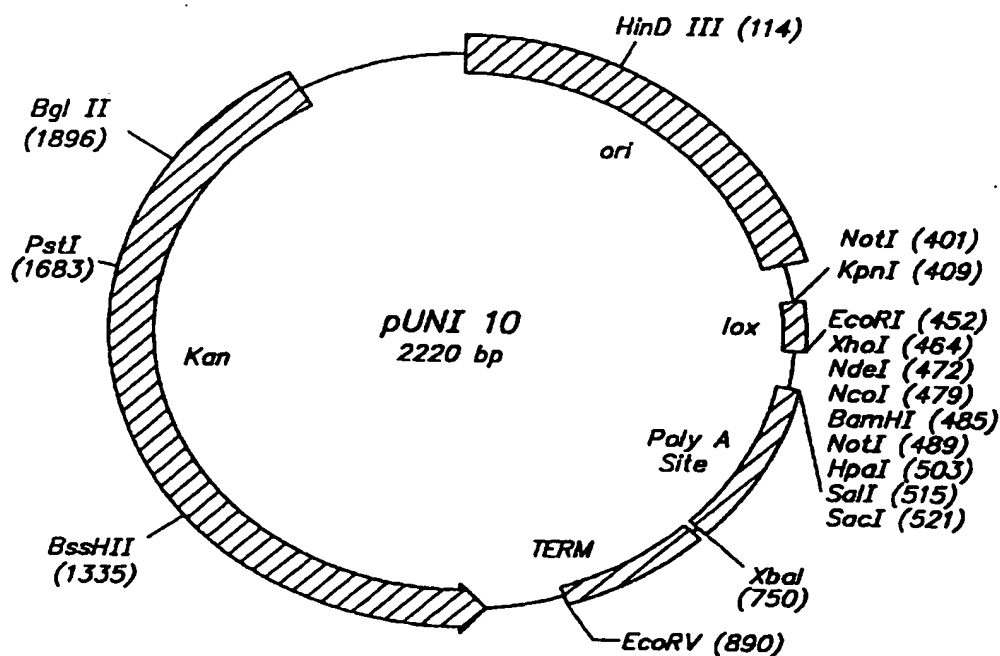 HinD III (114)
Bgl II
(1896)
ori
PstI
(1683)
NotI (401)
KpnI (409)
pUNI 10
2220 bp
lox
Kan
EcoRI (452)
XhoI (464)
NdeI (472)
NcoI (479)
BamHI (485)
NotI (489)
HpaI (503)
SalI (515)
SacI (521)
Poly A
Site
BssHII
(1335)
TERM
XbaI
(750)
EcoRV (890)